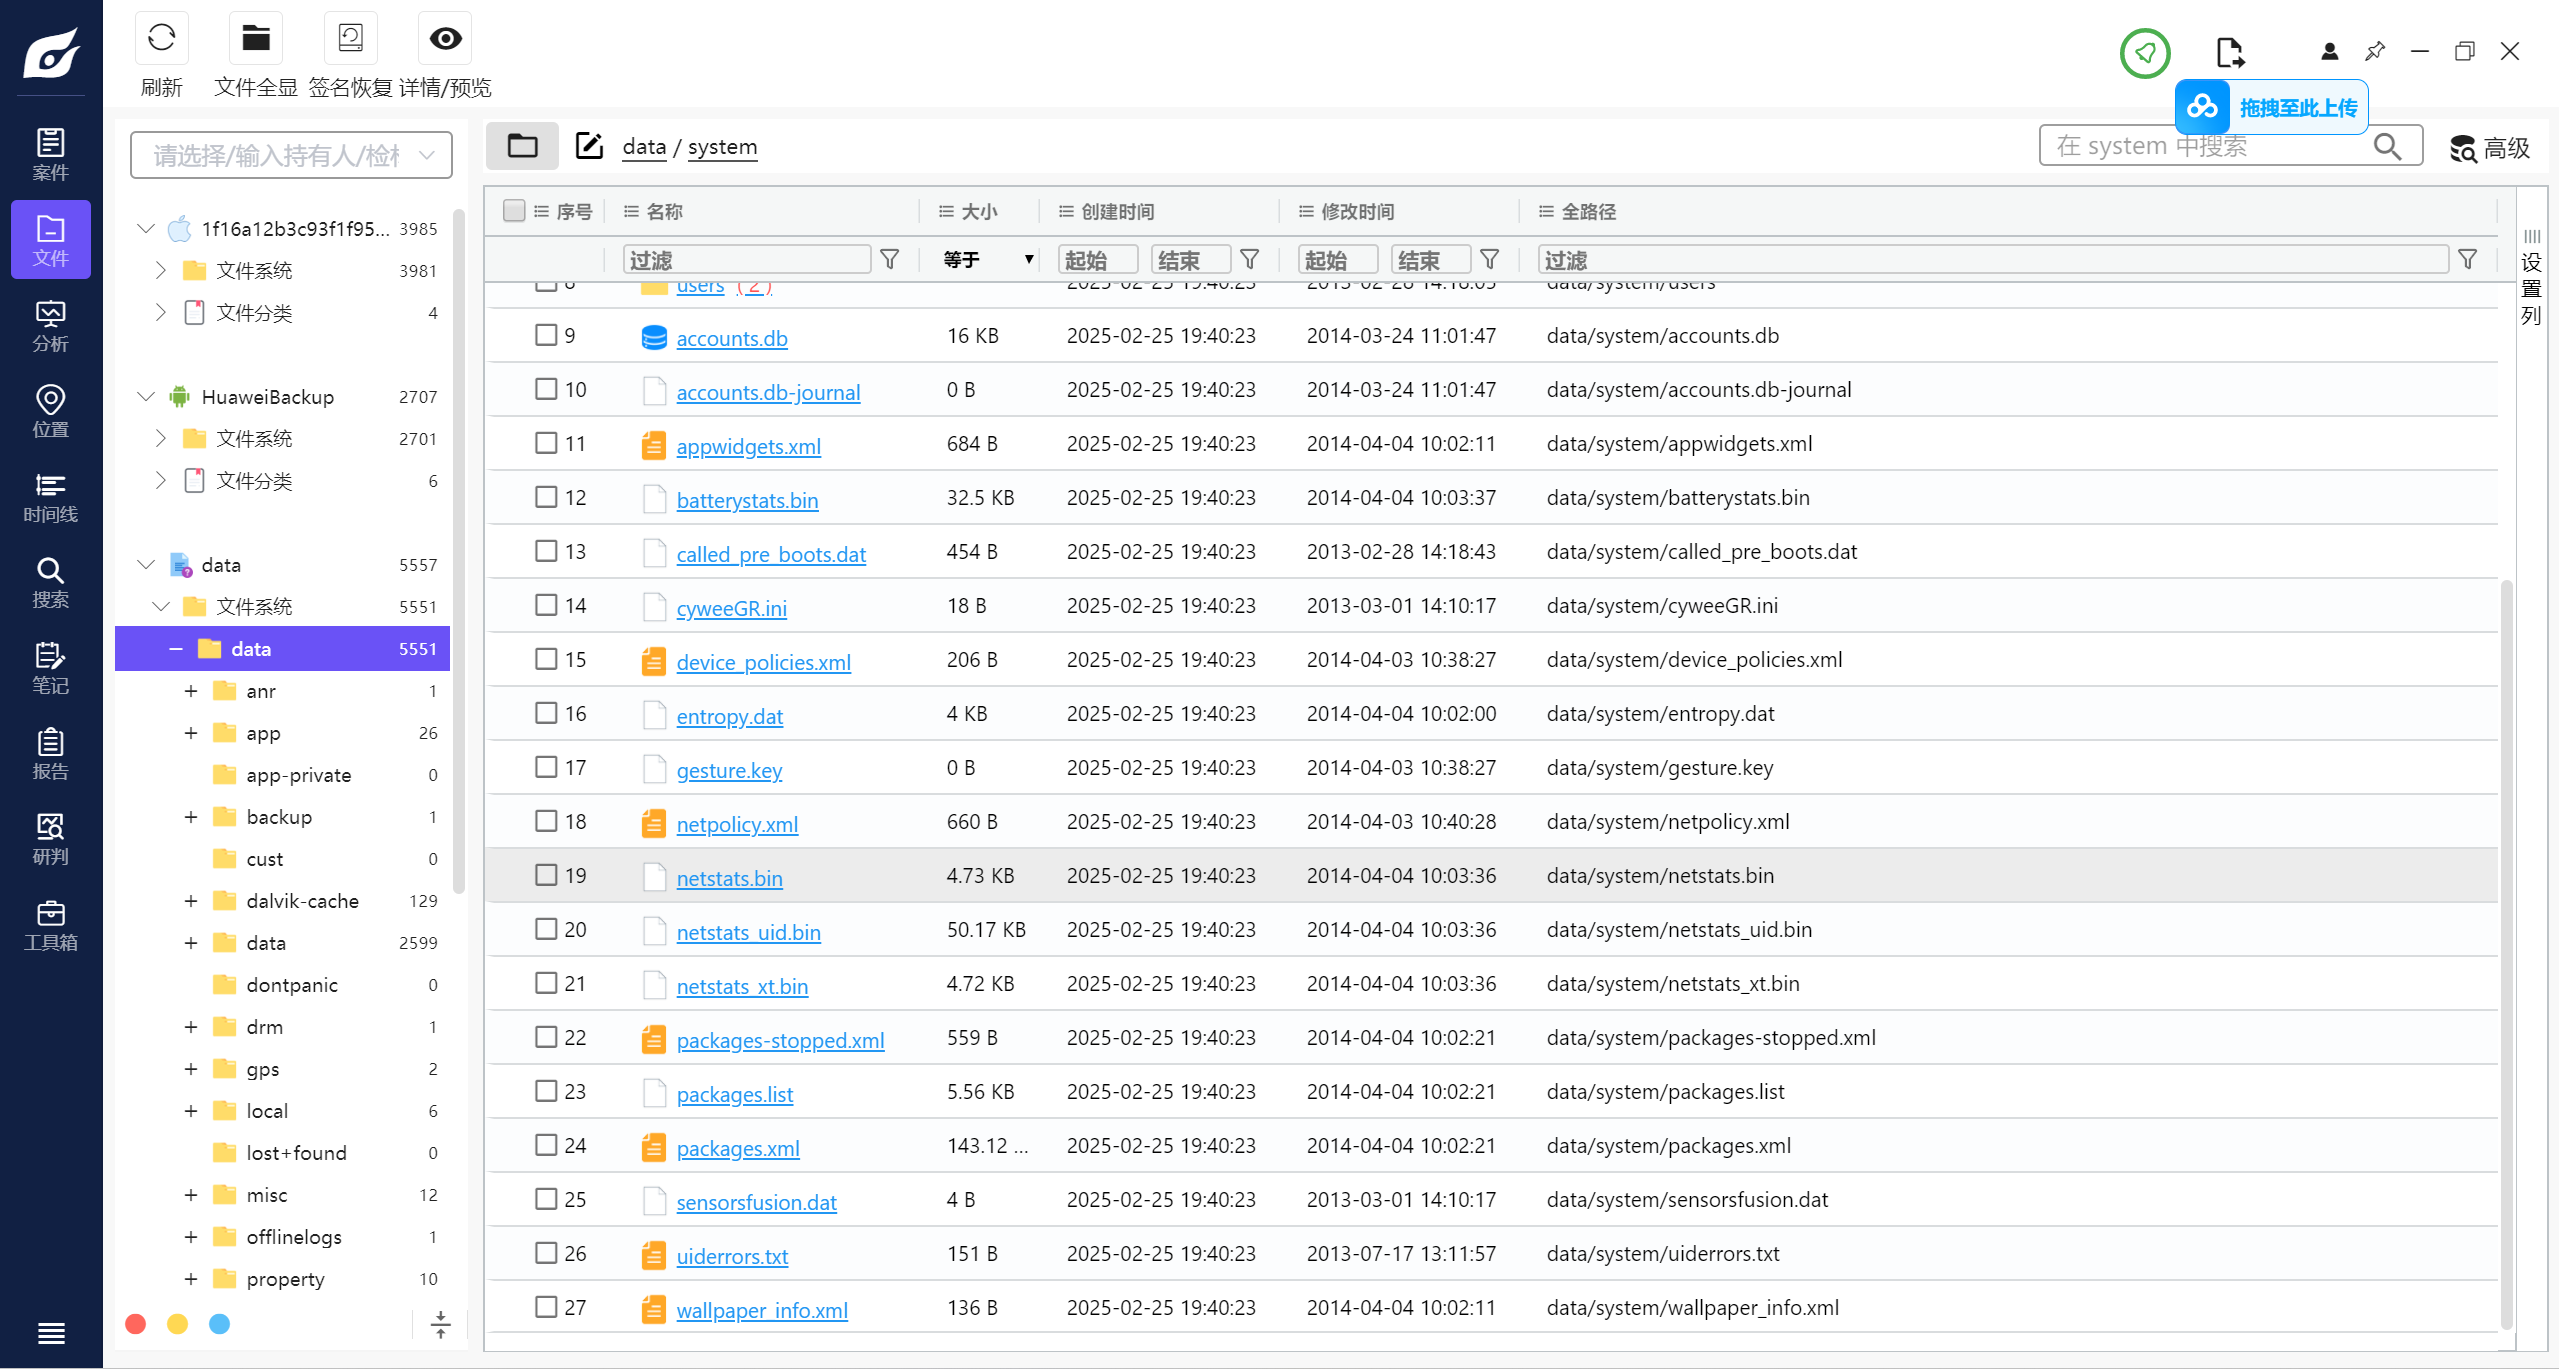 刷新
文件全显
签名恢复
详情/预览
拖拽至此上传
案件
文件
分析
位置
时间线
搜索
笔记
报告
研判
工具箱
请选择/输入持有人/检
1f16a12b3c93f1f95... 3985
文件系统 3981
文件分类 4
HuaweiBackup 2707
文件系统 2701
文件分类 6
data 5557
文件系统 5551
data 5551
anr 1
app 26
app-private 0
backup 1
cust 0
dalvik-cache 129
data 2599
dontpanic 0
drm 1
gps 2
local 6
lost+found 0
misc 12
offlinelogs 1
property 10
data / system
在 system 中搜索
高级
序号 名称 大小 创建时间 修改时间 全路径
过滤 等于 起始 结束 起始 结束 过滤
设置列
8 users (2) 2025-02-25 19:40:23 2013-02-28 14:18:05 data/system/users
9 accounts.db 16 KB 2025-02-25 19:40:23 2014-03-24 11:01:47 data/system/accounts.db
10 accounts.db-journal 0 B 2025-02-25 19:40:23 2014-03-24 11:01:47 data/system/accounts.db-journal
11 appwidgets.xml 684 B 2025-02-25 19:40:23 2014-04-04 10:02:11 data/system/appwidgets.xml
12 batterystats.bin 32.5 KB 2025-02-25 19:40:23 2014-04-04 10:03:37 data/system/batterystats.bin
13 called_pre_boots.dat 454 B 2025-02-25 19:40:23 2013-02-28 14:18:43 data/system/called_pre_boots.dat
14 cyweeGR.ini 18 B 2025-02-25 19:40:23 2013-03-01 14:10:17 data/system/cyweeGR.ini
15 device_policies.xml 206 B 2025-02-25 19:40:23 2014-04-03 10:38:27 data/system/device_policies.xml
16 entropy.dat 4 KB 2025-02-25 19:40:23 2014-04-04 10:02:00 data/system/entropy.dat
17 gesture.key 0 B 2025-02-25 19:40:23 2014-04-03 10:38:27 data/system/gesture.key
18 netpolicy.xml 660 B 2025-02-25 19:40:23 2014-04-03 10:40:28 data/system/netpolicy.xml
19 netstats.bin 4.73 KB 2025-02-25 19:40:23 2014-04-04 10:03:36 data/system/netstats.bin
20 netstats_uid.bin 50.17 KB 2025-02-25 19:40:23 2014-04-04 10:03:36 data/system/netstats_uid.bin
21 netstats_xt.bin 4.72 KB 2025-02-25 19:40:23 2014-04-04 10:03:36 data/system/netstats_xt.bin
22 packages-stopped.xml 559 B 2025-02-25 19:40:23 2014-04-04 10:02:21 data/system/packages-stopped.xml
23 packages.list 5.56 KB 2025-02-25 19:40:23 2014-04-04 10:02:21 data/system/packages.list
24 packages.xml 143.12 ... 2025-02-25 19:40:23 2014-04-04 10:02:21 data/system/packages.xml
25 sensorsfusion.dat 4 B 2025-02-25 19:40:23 2013-03-01 14:10:17 data/system/sensorsfusion.dat
26 uiderrors.txt 151 B 2025-02-25 19:40:23 2013-07-17 13:11:57 data/system/uiderrors.txt
27 wallpaper_info.xml 136 B 2025-02-25 19:40:23 2014-04-04 10:02:11 data/system/wallpaper_info.xml